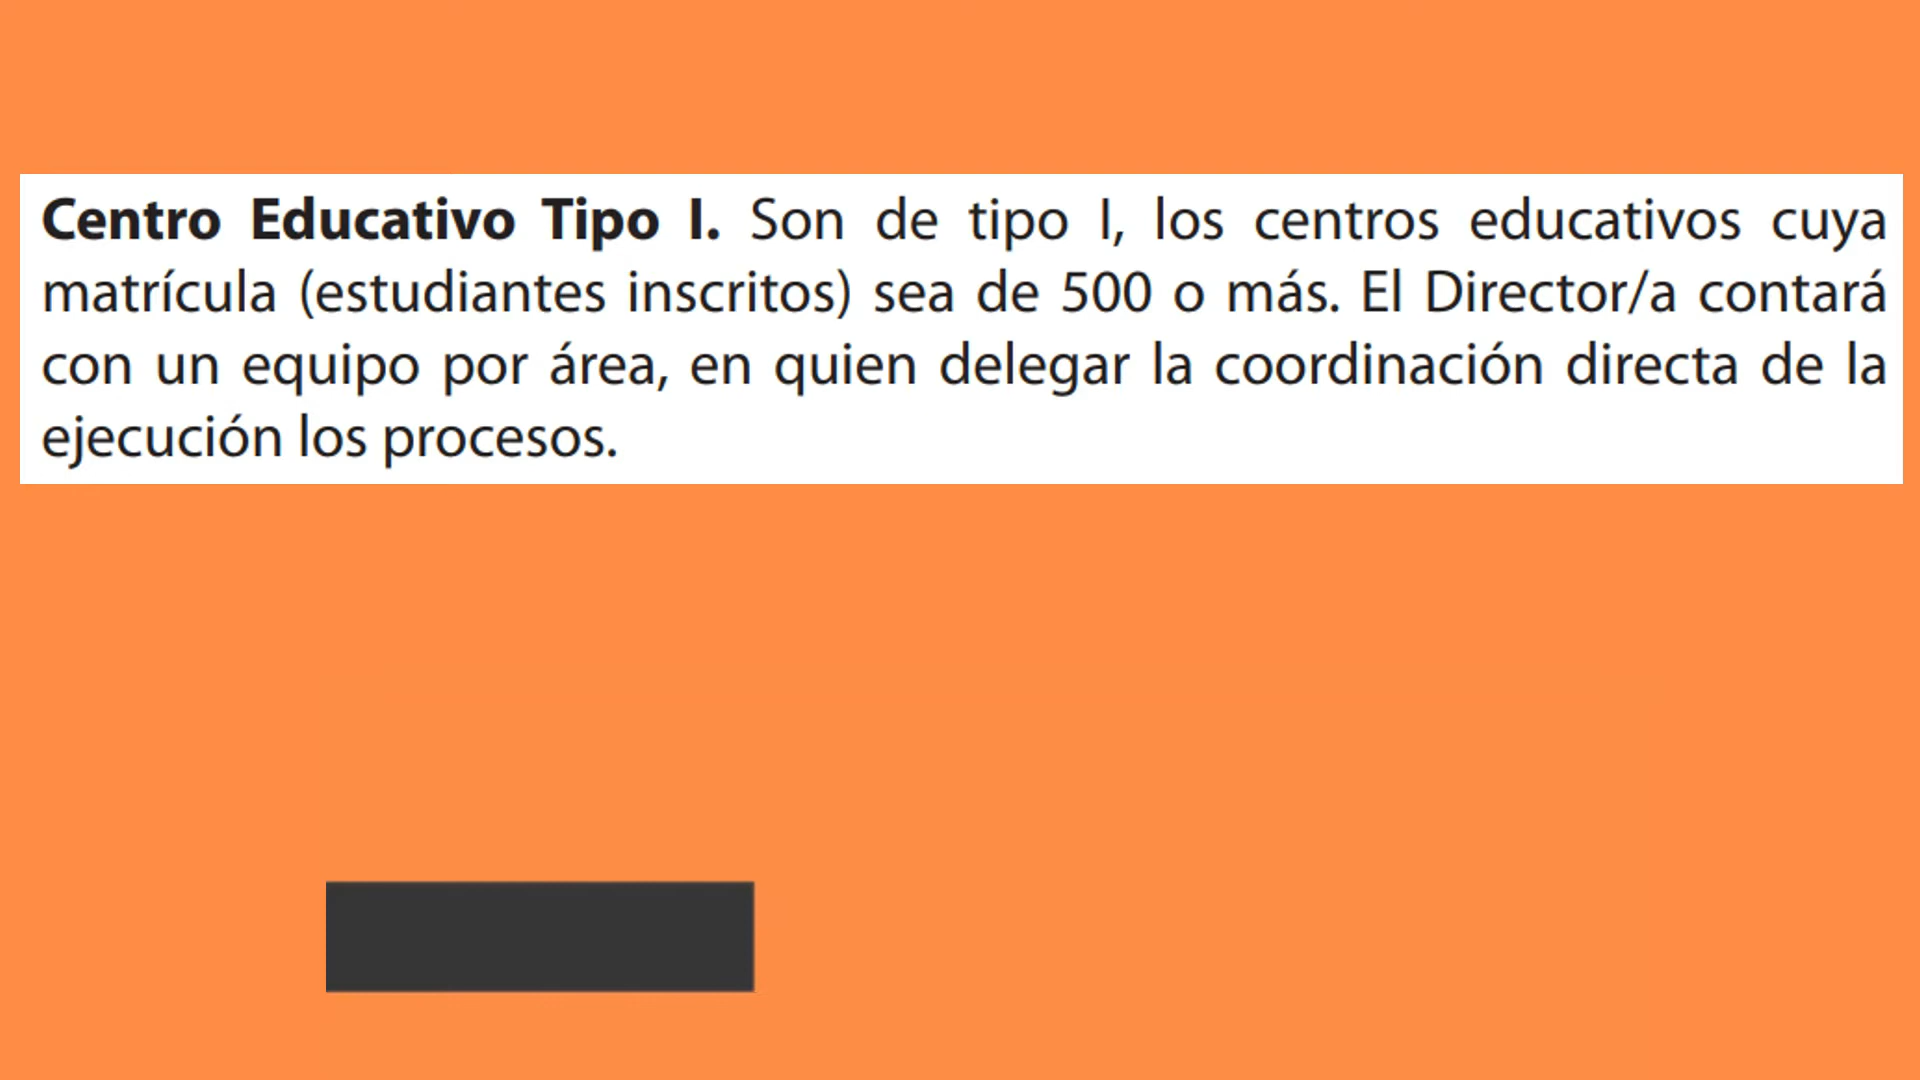 Centro Educativo Tipo I. Son de tipo I, los centros educativos cuya
matrícula (estudiantes inscritos) sea de 500 o más. El Director/a contará
con un equipo por área, en quien delegar la coordinación directa de la
ejecución los procesos.